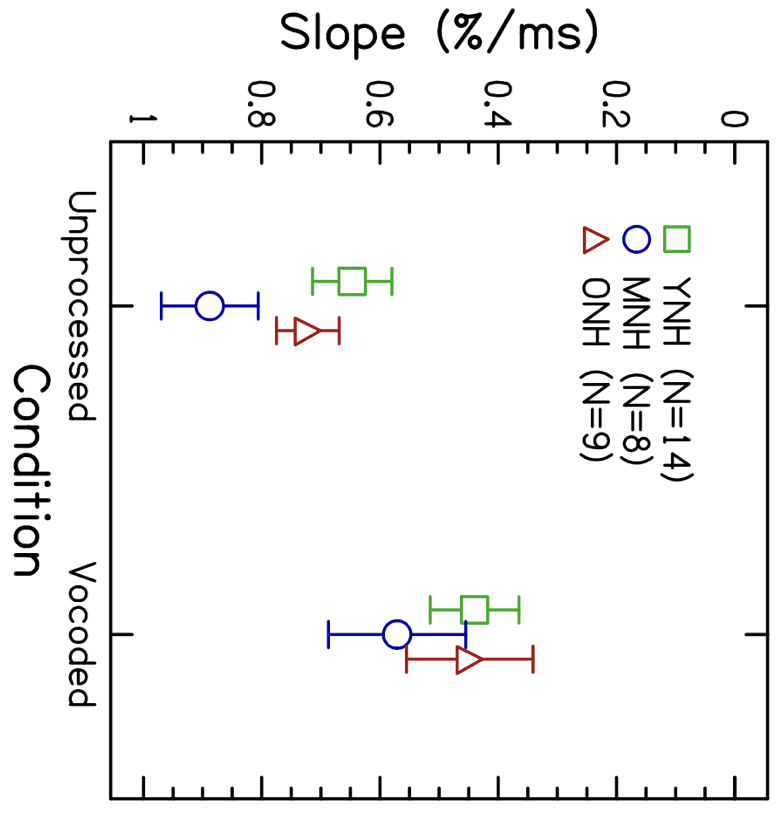 Slope (%/ms)
0
0.2
0.4
0.6
0.8
1
YNH (N=14)
MNH (N=8)
ONH (N=9)
Unprocessed
Vocoded
Condition